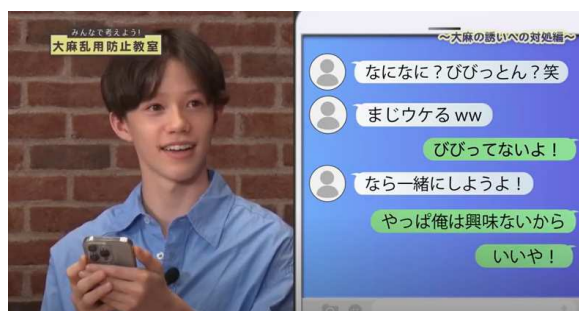 みんなで考えよう!
大麻乱用防止教室
〜大麻の誘いへの対処編〜
なになに?びびっとん?笑
まじウケるww
びびってないよ!
なら一緒にしようよ!
やっぱ俺は興味ないから
いいや!